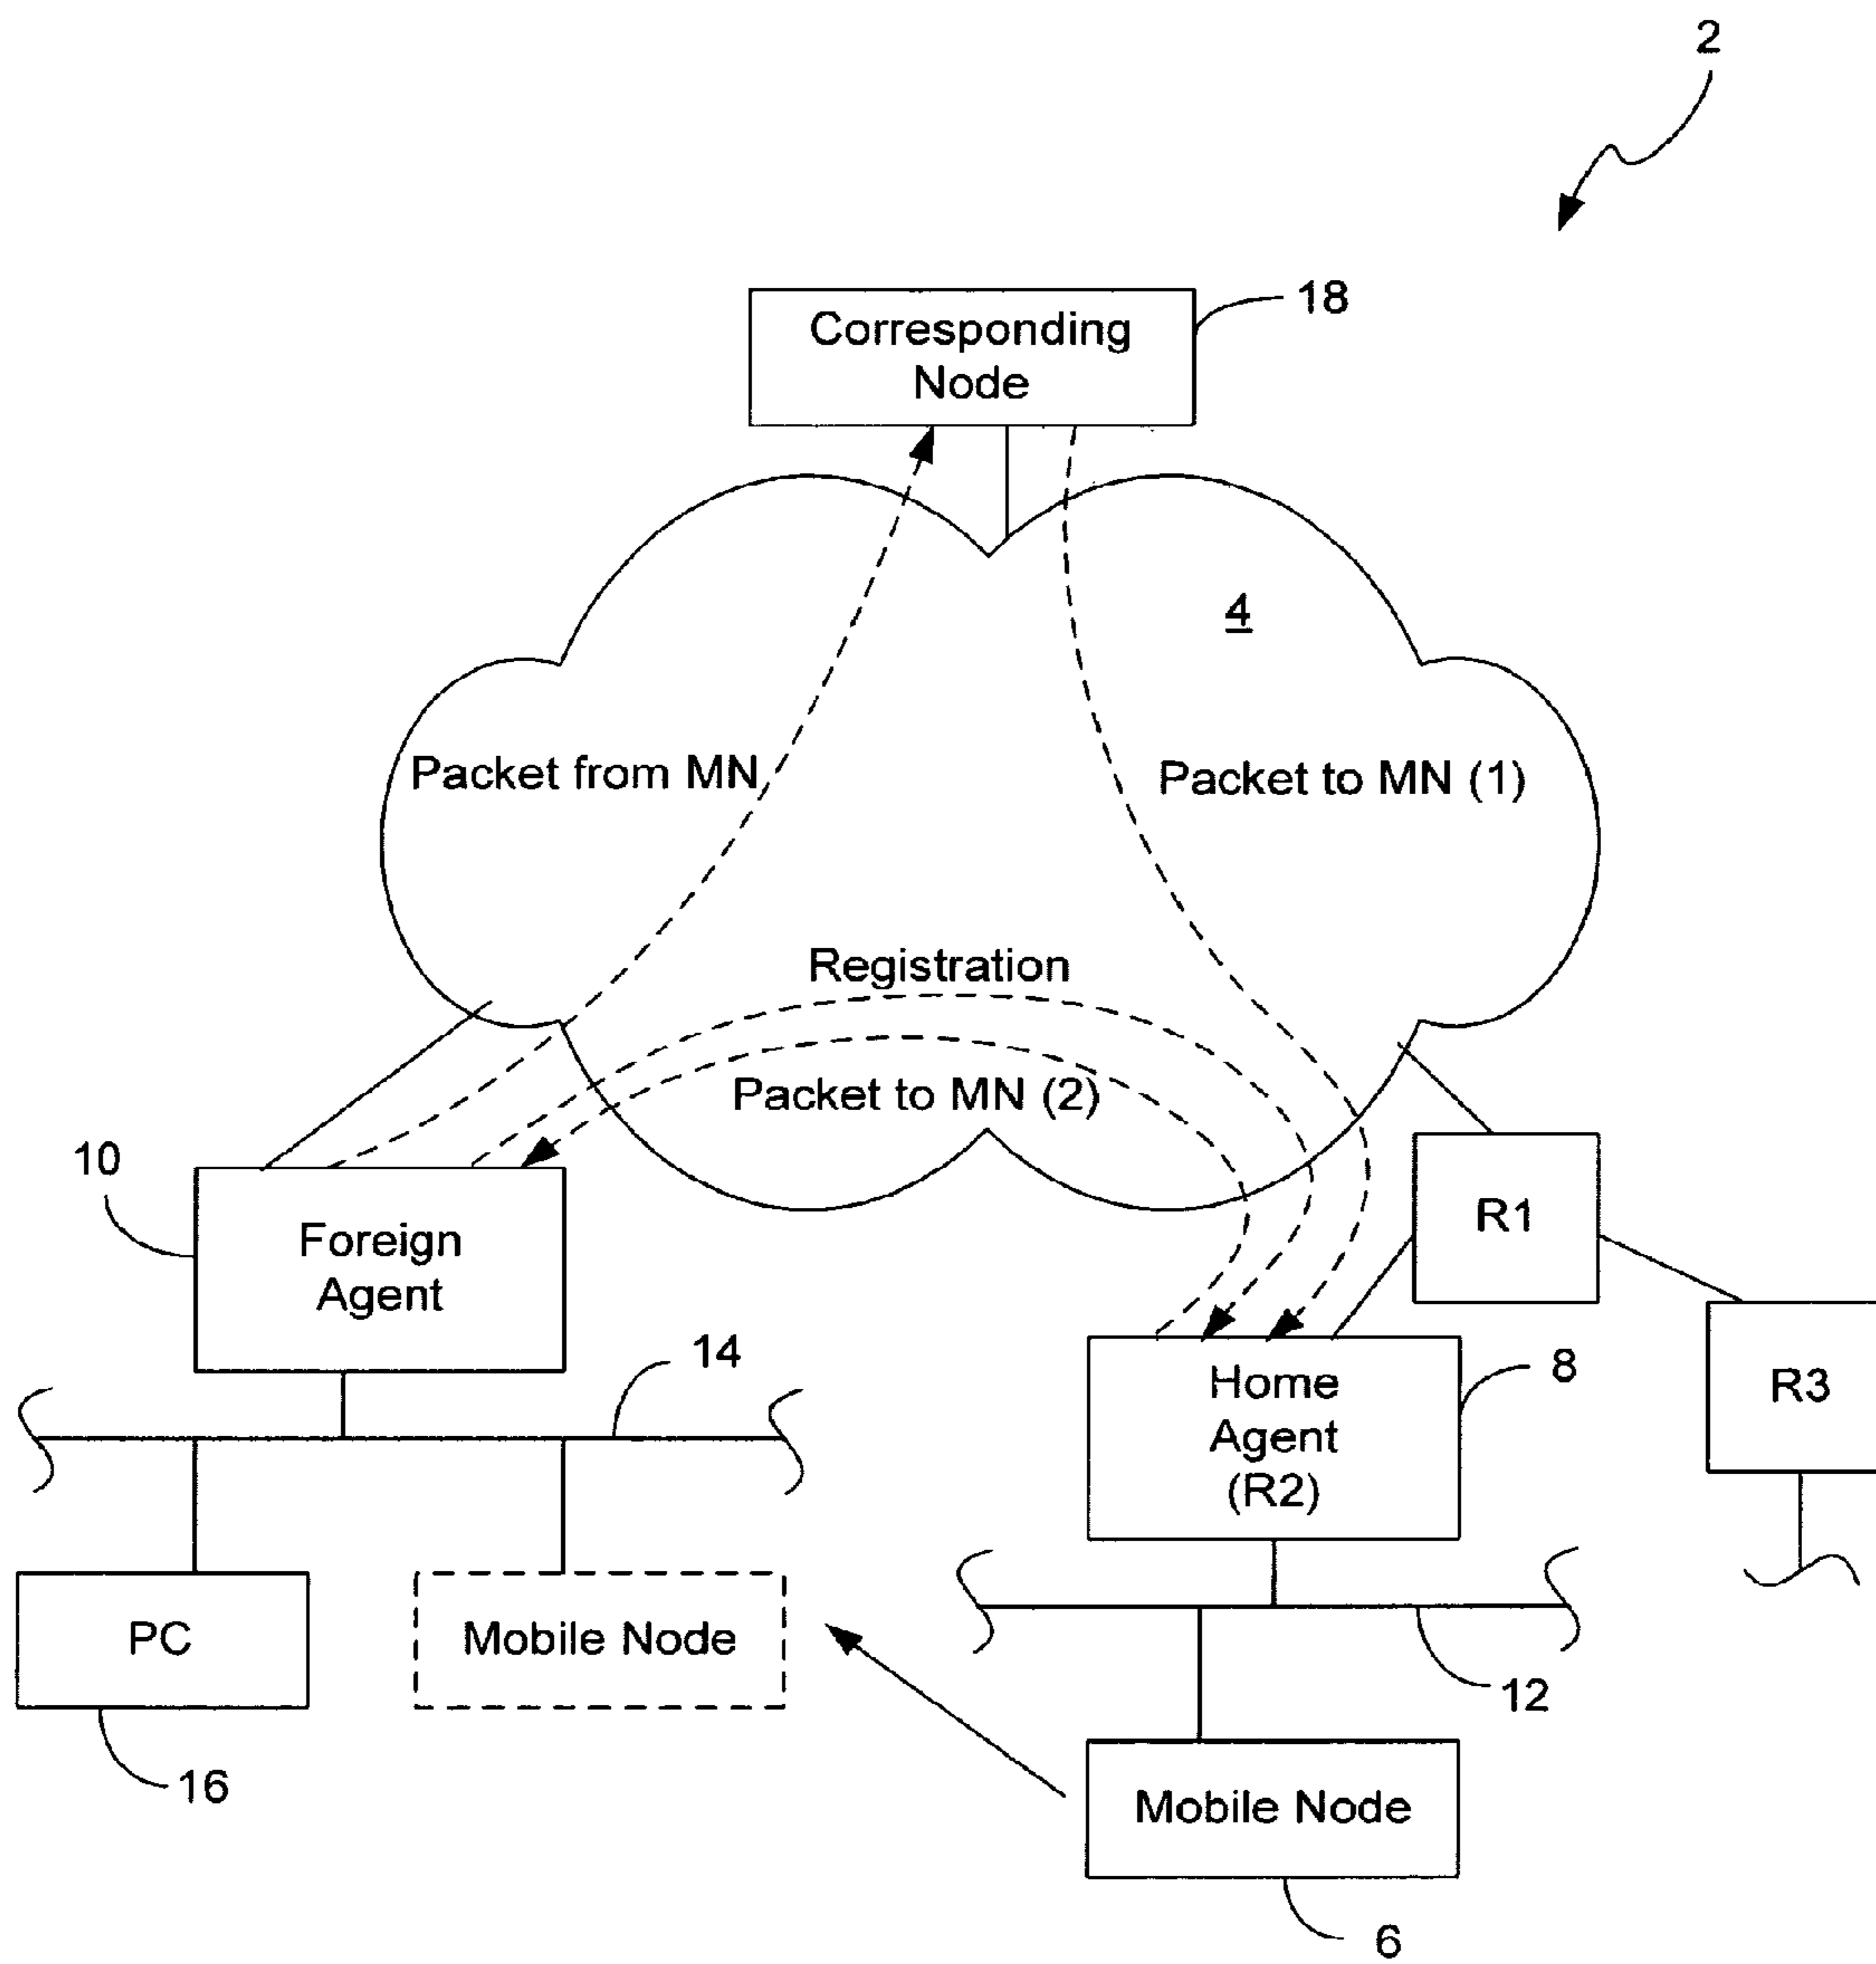 2
Corresponding
Node
18
4
Packet from MN
Packet to MN (1)
Registration
Packet to MN (2)
10
Foreign
Agent
R1
14
Home
Agent
(R2)
8
R3
PC
Mobile Node
12
16
Mobile Node
6